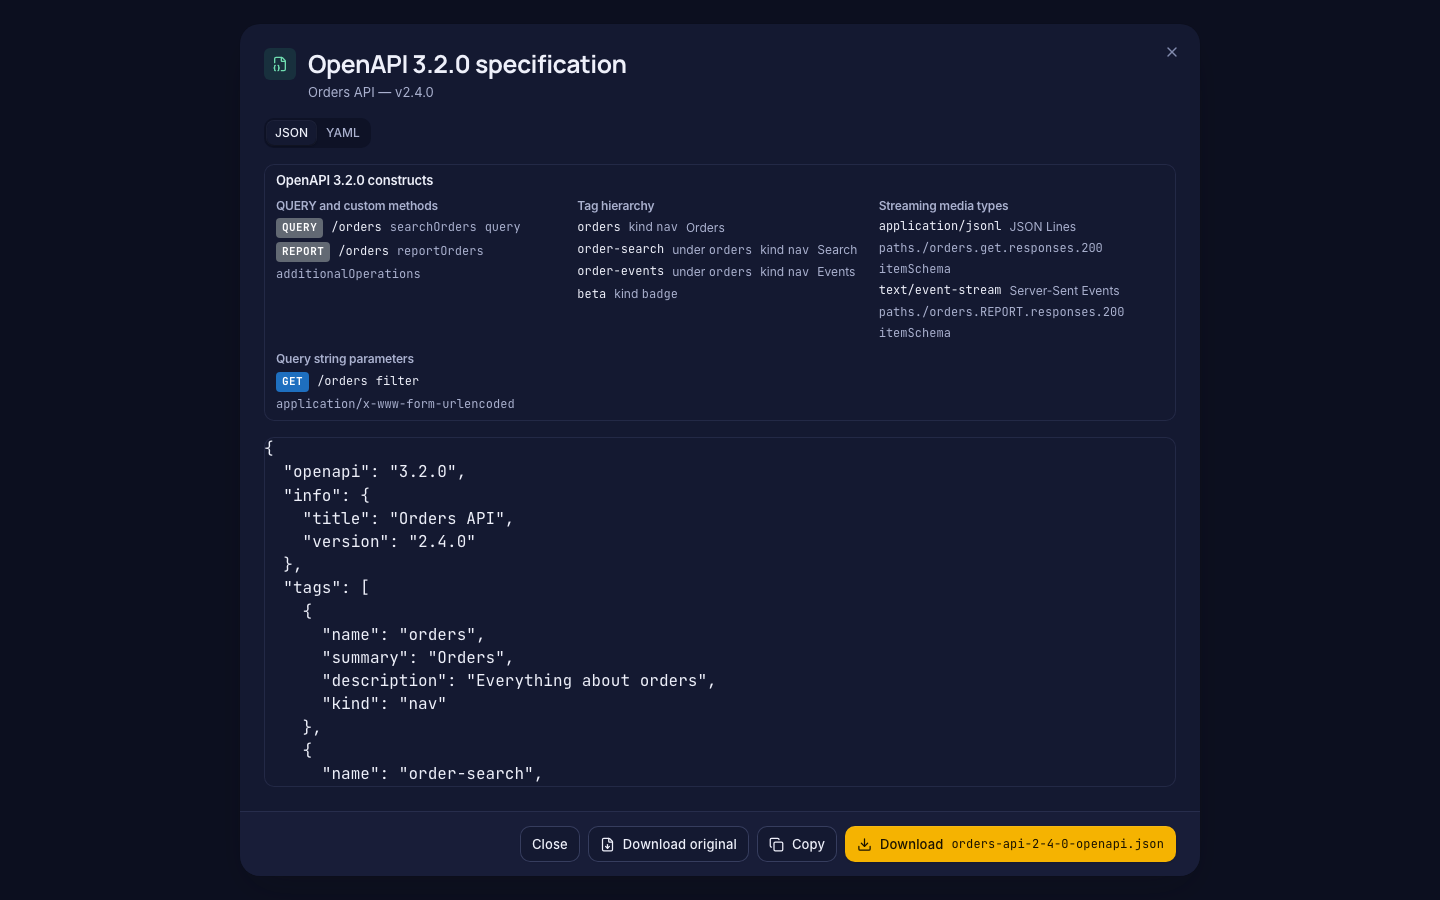 OpenAPI 3.2.0 specification
Orders API — v2.4.0
JSON YAML
OpenAPI 3.2.0 constructs
QUERY and custom methods
QUERY /orders searchOrders query
REPORT /orders reportOrders
additionalOperations
Tag hierarchy
orders kind nav Orders
order-search under orders kind nav Search
order-events under orders kind nav Events
beta kind badge
Streaming media types
application/jsonl JSON Lines
paths./orders.get.responses.200
itemSchema
text/event-stream Server-Sent Events
paths./orders.REPORT.responses.200
itemSchema
Query string parameters
GET /orders filter
application/x-www-form-urlencoded
{
  "openapi": "3.2.0",
  "info": {
    "title": "Orders API",
    "version": "2.4.0"
  },
  "tags": [
    {
      "name": "orders",
      "summary": "Orders",
      "description": "Everything about orders",
      "kind": "nav"
    },
    {
      "name": "order-search",
Close Download original Copy Download orders-api-2-4-0-openapi.json